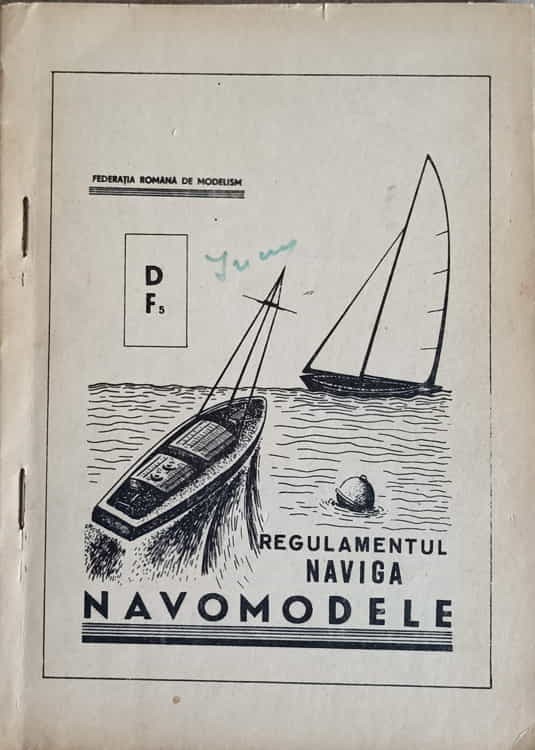 FEDERAȚIA ROMÂNĂ DE MODELISM
D
F5
REGULAMENTUL
NAVIGA
NAVOMODELE